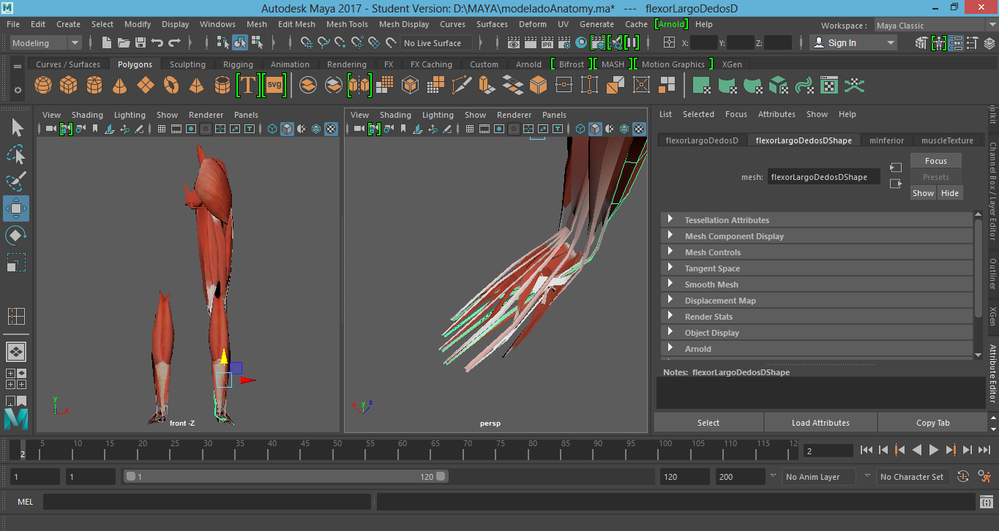 Autodesk Maya 2017 - Student Version: D:\MAYA\modeladoAnatomy.ma* --- flexorLargoDedosD
File Edit Create Select Modify Display Windows Mesh Edit Mesh Mesh Tools Mesh Display Curves Surfaces Deform UV Generate Cache [Arnold] Help Workspace : Maya Classic
Modeling No Live Surface X: Y: Z: Sign In
Curves / Surfaces Polygons Sculpting Rigging Animation Rendering FX FX Caching Custom Arnold Bifrost MASH Motion Graphics XGen
T svg
IPR
View Shading Lighting Show Renderer Panels
View Shading Lighting Show Renderer Panels
List Selected Focus Attributes Show Help
flexorLargoDedosD flexorLargoDedosDShape mInferior muscleTexture
Focus
mesh: flexorLargoDedosDShape
Presets
Show Hide
Tessellation Attributes
Mesh Component Display
Mesh Controls
Tangent Space
Smooth Mesh
Displacement Map
Render Stats
Object Display
Arnold
Notes: flexorLargoDedosDShape
Select Load Attributes Copy Tab
Channel Box / Layer Editor
Outliner
XGen
Attribute Editor
y
x
front -Z
x y z
persp
2 5 10 15 20 25 30 35 40 45 50 55 60 65 70 75 80 85 90 95 100 105 110 115 12
2
1 1 1 120 120 200 No Anim Layer No Character Set
MEL